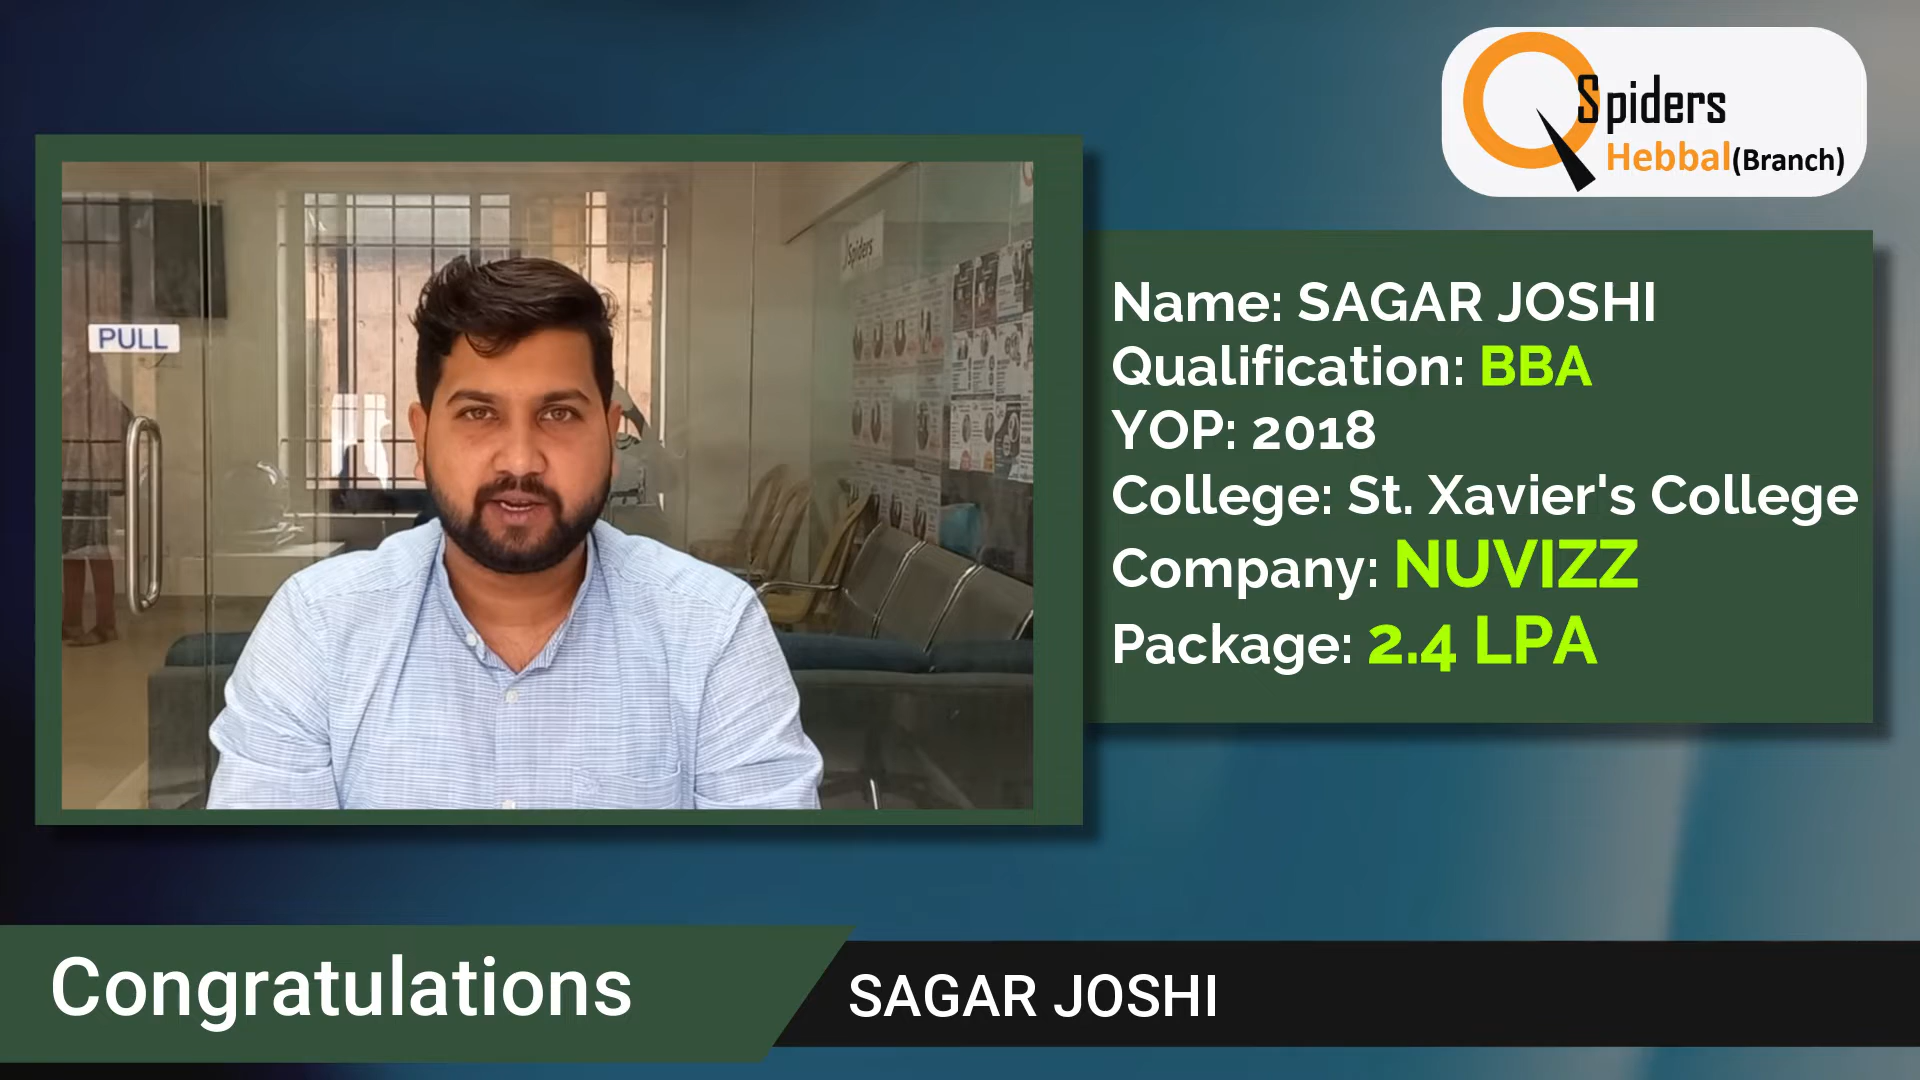 QSpiders
Hebbal(Branch)
PULL
Spiders
Name: SAGAR JOSHI
Qualification: BBA
YOP: 2018
College: St. Xavier's College
Company: NUVIZZ
Package: 2.4 LPA
Congratulations
SAGAR JOSHI